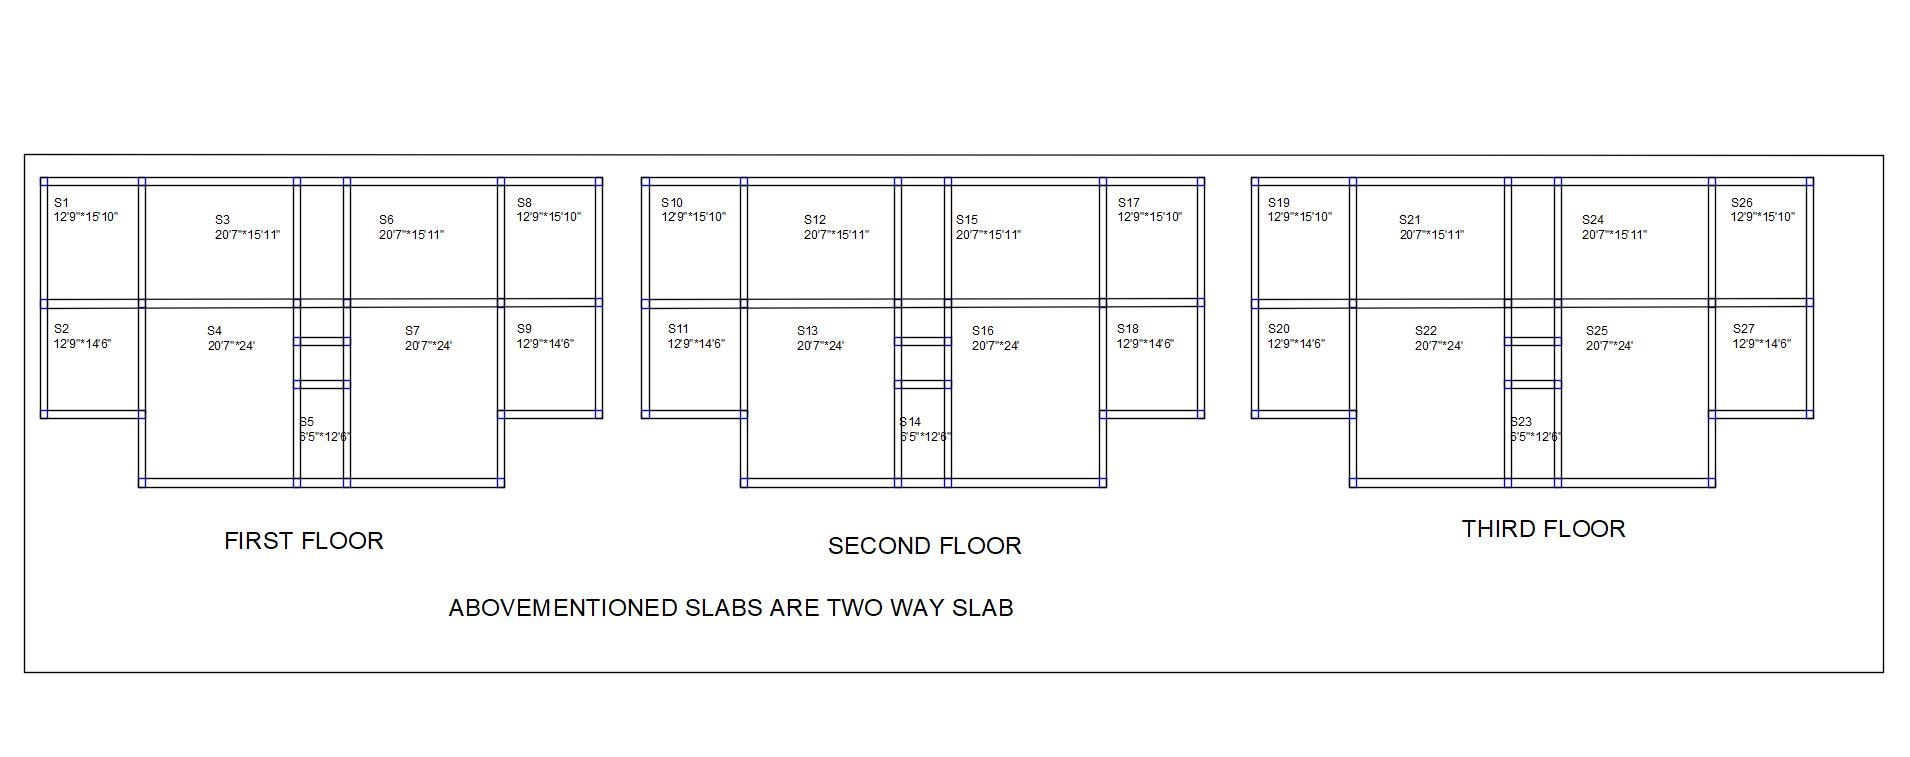 S1
12'9"*15'10"
S3
20'7"*15'11"
S6
20'7"*15'11"
S8
12'9"*15'10"
S2
12'9"*14'6"
S4
20'7"*24'
S7
20'7"*24'
S9
12'9"*14'6"
S5
6'5"*12'6"
FIRST FLOOR
S10
12'9"*15'10"
S12
20'7"*15'11"
S15
20'7"*15'11"
S17
12'9"*15'10"
S11
12'9"*14'6"
S13
20'7"*24'
S16
20'7"*24'
S18
12'9"*14'6"
S14
6'5"*12'6"
SECOND FLOOR
S19
12'9"*15'10"
S21
20'7"*15'11"
S24
20'7"*15'11"
S26
12'9"*15'10"
S20
12'9"*14'6"
S22
20'7"*24'
S25
20'7"*24'
S27
12'9"*14'6"
S23
6'5"*12'6"
THIRD FLOOR
ABOVEMENTIONED SLABS ARE TWO WAY SLAB